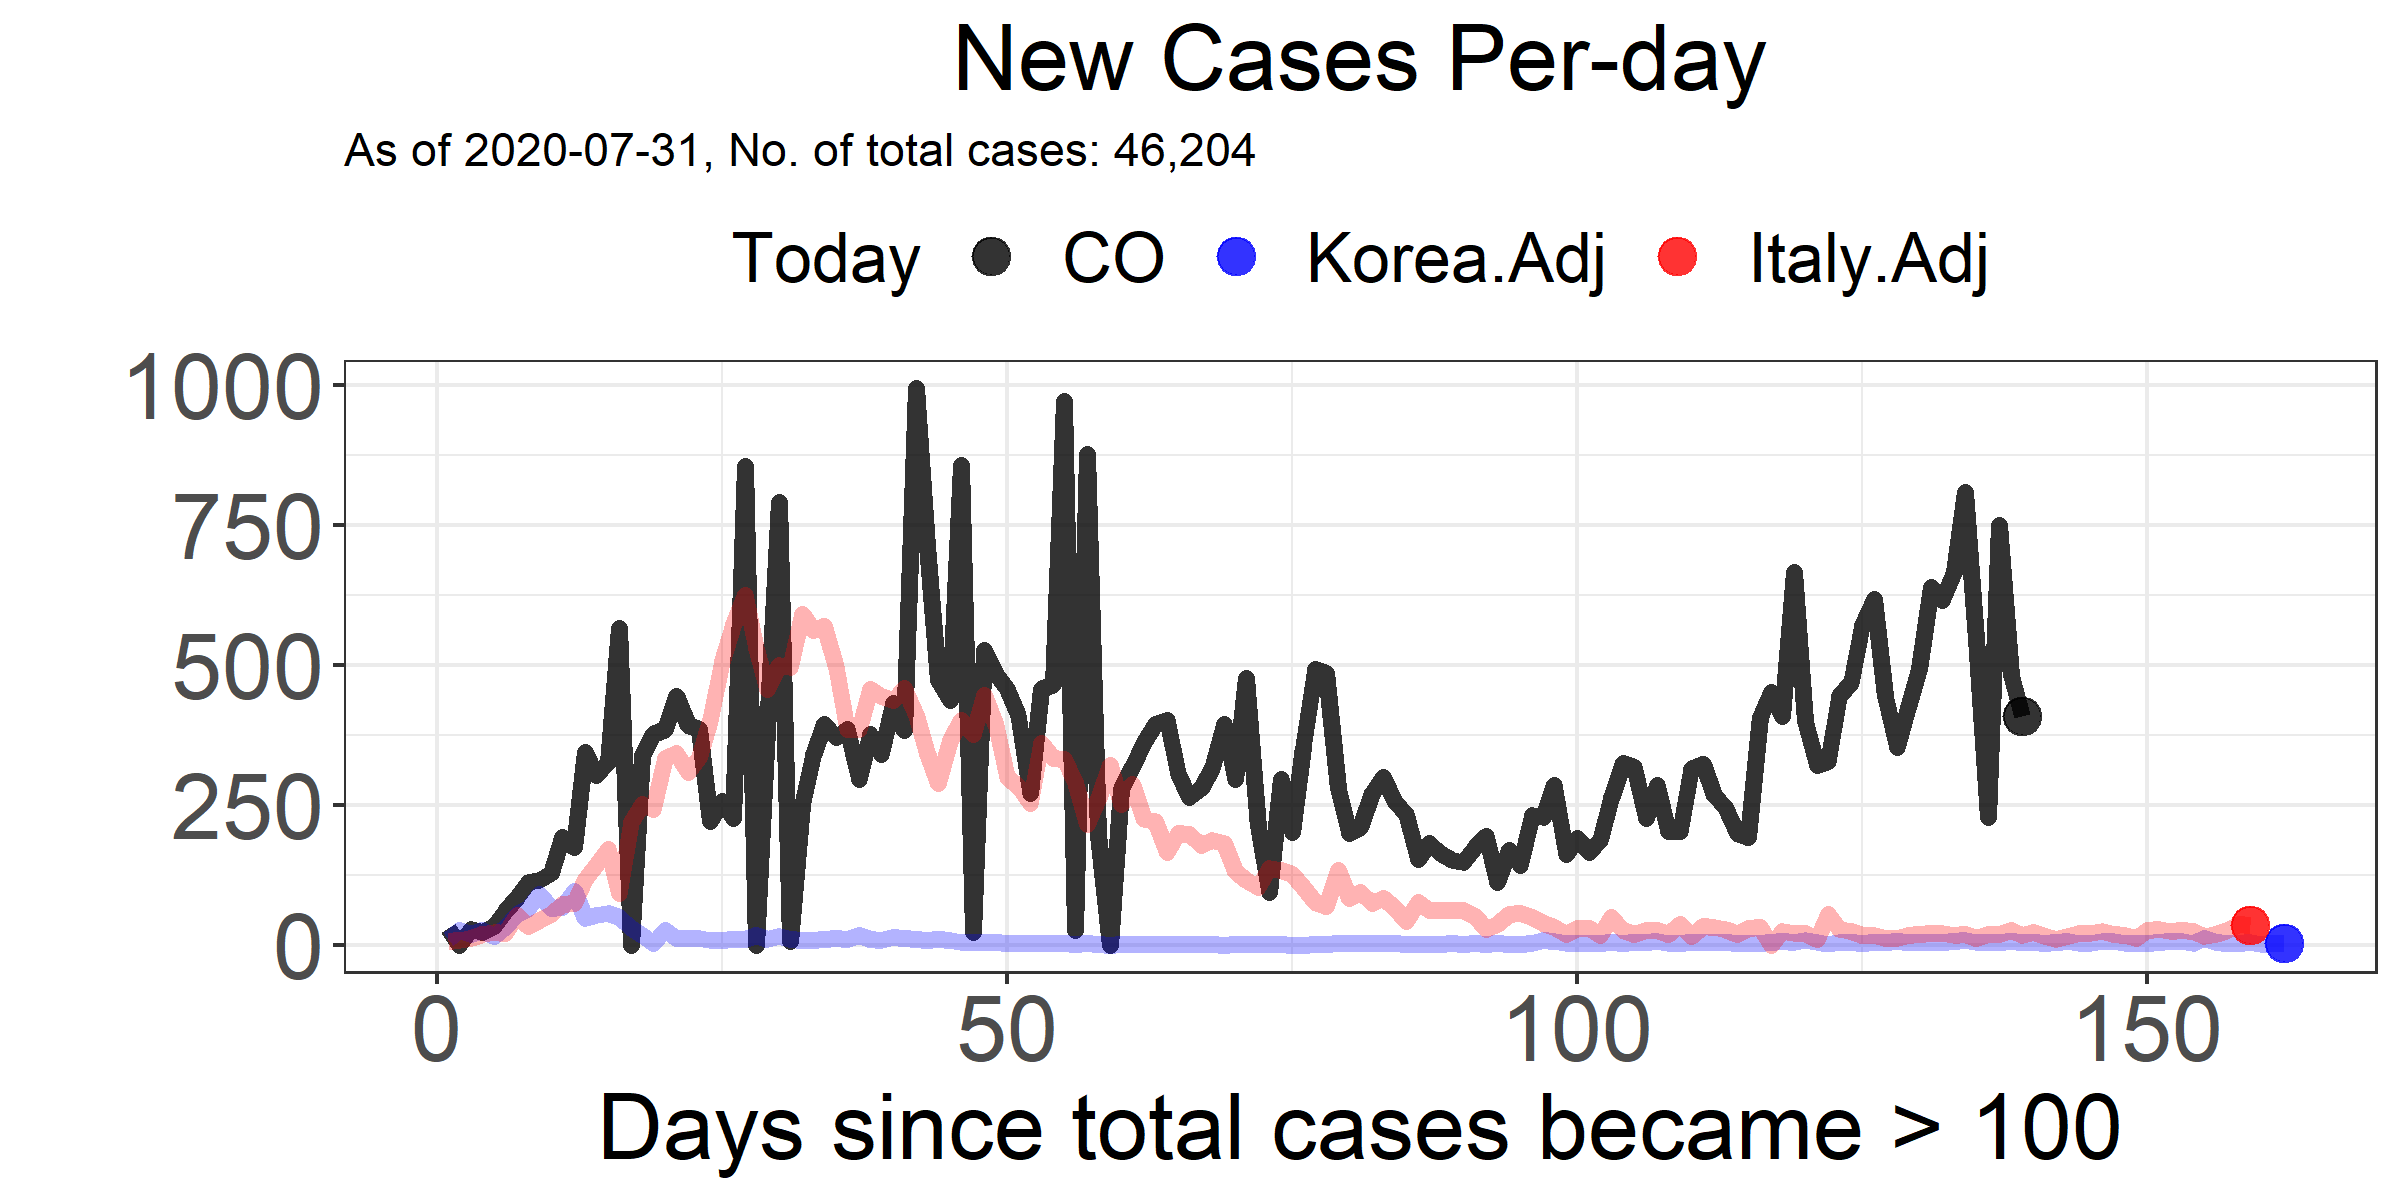 New Cases Per-day
As of 2020-07-31, No. of total cases: 46,204
Today CO Korea.Adj Italy.Adj
1000
750
500
250
0
0 50 100 150
Days since total cases became > 100